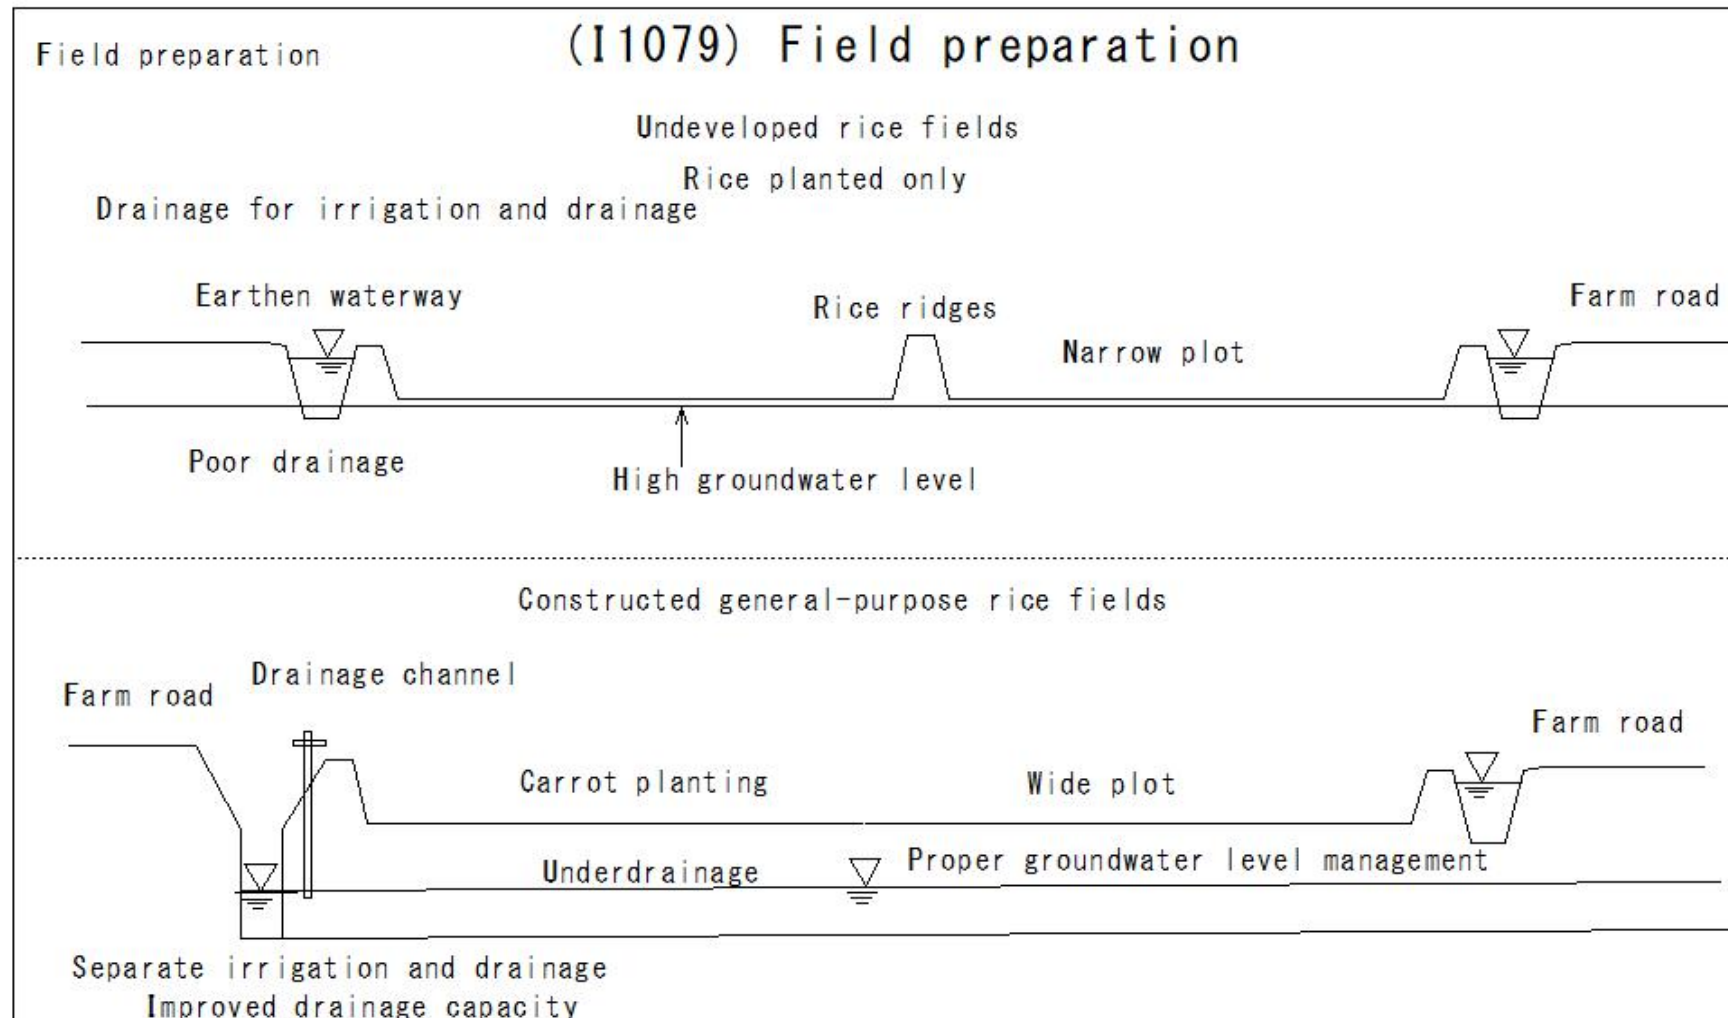 Field preparation
(I1079) Field preparation
Undeveloped rice fields
Rice planted only
Drainage for irrigation and drainage
Earthen waterway
Rice ridges
Farm road
Narrow plot
Poor drainage
High groundwater level
Constructed general-purpose rice fields
Drainage channel
Farm road
Farm road
Carrot planting
Wide plot
Underdrainage
Proper groundwater level management
Separate irrigation and drainage
Improved drainage capacity